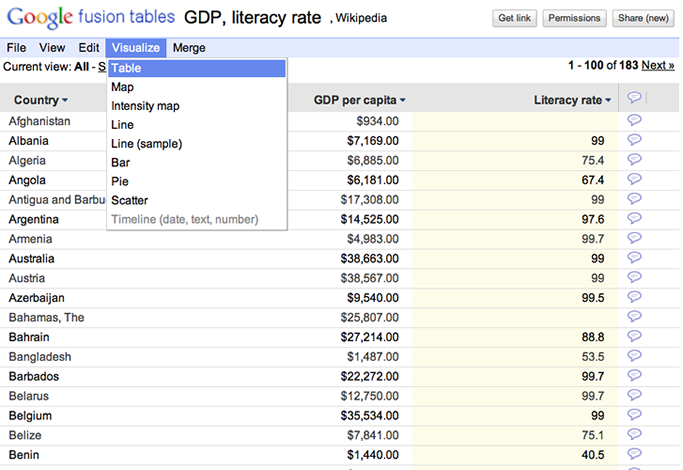 Google fusion tables GDP, literacy rate , Wikipedia Get link Permissions Share (new)
File View Edit Visualize Merge
Current view: All - S 1 - 100 of 183 Next »
Table
Map
Intensity map
Line
Line (sample)
Bar
Pie
Scatter
Timeline (date, text, number)
Country GDP per capita Literacy rate
Afghanistan $934.00
Albania $7,169.00 99
Algeria $6,885.00 75.4
Angola $6,181.00 67.4
Antigua and Barbu $17,308.00 99
Argentina $14,525.00 97.6
Armenia $4,983.00 99.7
Australia $38,663.00 99
Austria $38,567.00 99
Azerbaijan $9,540.00 99.5
Bahamas, The $25,807.00
Bahrain $27,214.00 88.8
Bangladesh $1,487.00 53.5
Barbados $22,272.00 99.7
Belarus $12,750.00 99.7
Belgium $35,534.00 99
Belize $7,841.00 75.1
Benin $1,440.00 40.5